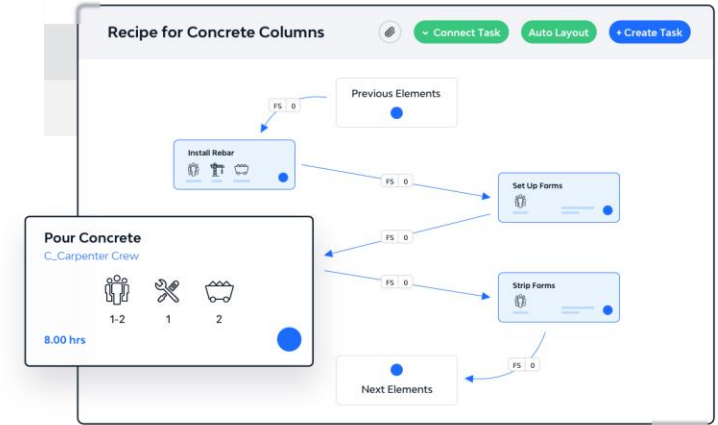 Recipe for Concrete Columns
Connect Task
Auto Layout
+ Create Task
Previous Elements
FS 0
Install Rebar
FS 0
Set Up Forms
Pour Concrete
C_Carpenter Crew
1-2
1
2
8.00 hrs
FS 0
FS 0
Strip Forms
FS 0
Next Elements